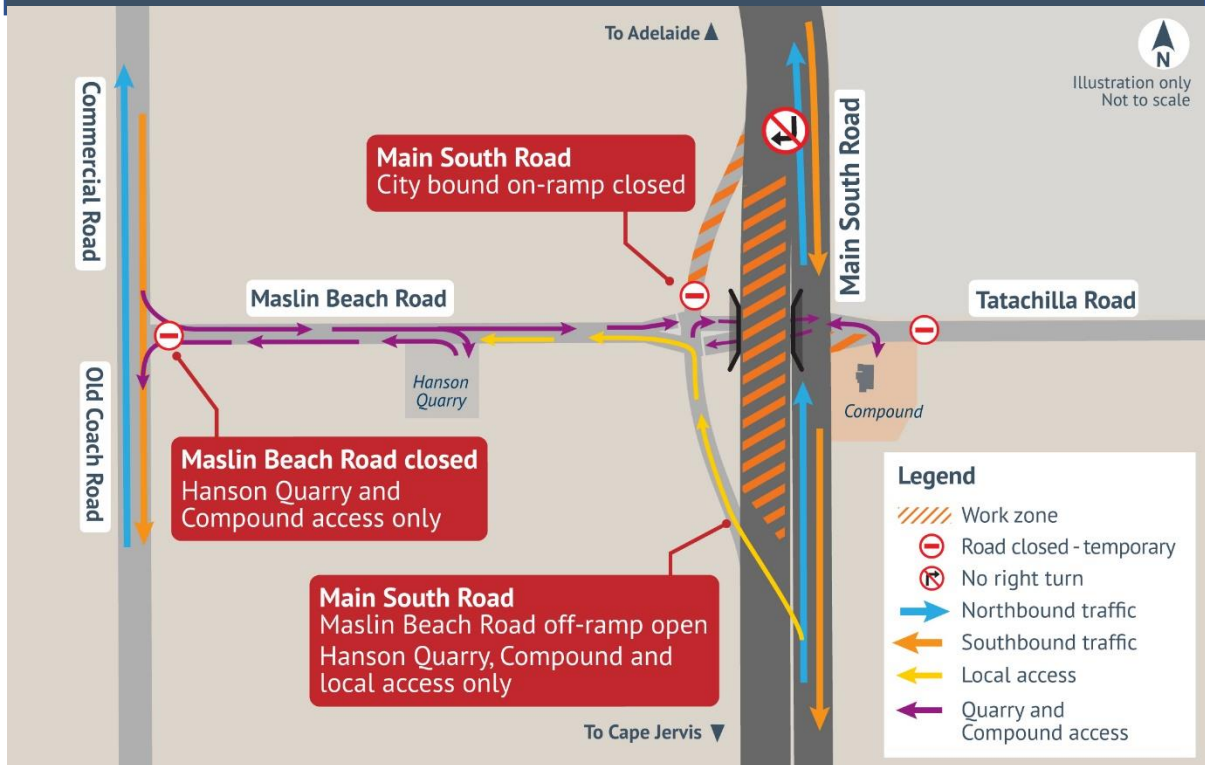 To Adelaide
N
Illustration only
Not to scale
Commercial Road
Main South Road
City bound on-ramp closed
Main South Road
Maslin Beach Road
Tatachilla Road
Old Coach Road
Hanson
Quarry
Compound
Maslin Beach Road closed
Hanson Quarry and
Compound access only
Main South Road
Maslin Beach Road off-ramp open
Hanson Quarry, Compound and
local access only
To Cape Jervis
Legend
Work zone
Road closed - temporary
No right turn
Northbound traffic
Southbound traffic
Local access
Quarry and
Compound access